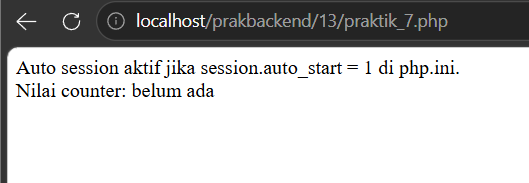 localhost/prakbackend/13/praktik_7.php
Auto session aktif jika session.auto_start = 1 di php.ini.
Nilai counter: belum ada